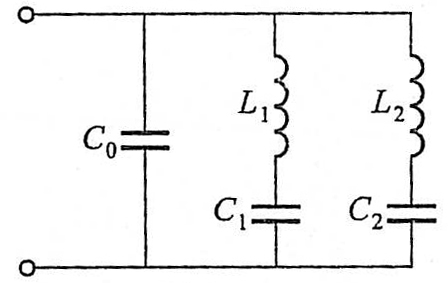 L₁ L₂
C₀
C₁ C₂